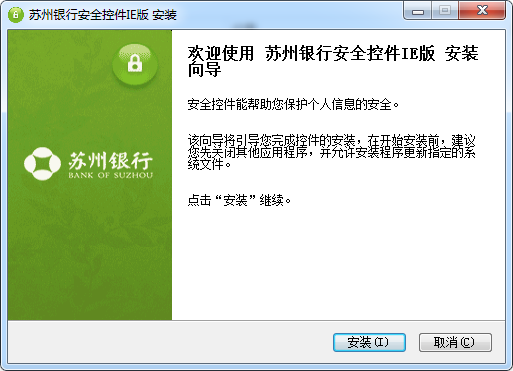 苏州银行安全控件IE版 安装
欢迎使用 苏州银行安全控件IE版 安装
向导
安全控件能帮助您保护个人信息的安全。
该向导将引导您完成控件的安装，在开始安装前，建议
您先关闭其他应用程序，并允许安装程序更新指定的系
统文件。
点击“安装”继续。
苏州银行
BANK OF SUZHOU
安装(I)
取消(C)